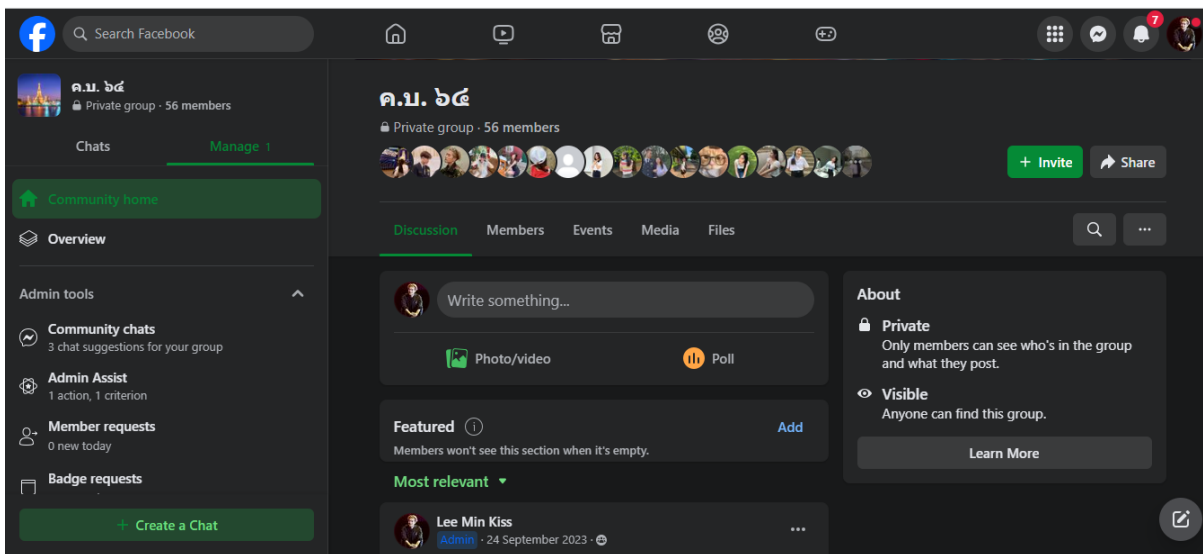 Search Facebook
7
ค.บ. ๖๔
Private group · 56 members
Chats
Manage 1
Community home
Overview
Admin tools
Community chats
3 chat suggestions for your group
Admin Assist
1 action, 1 criterion
Member requests
0 new today
Badge requests
+ Create a Chat
ค.บ. ๖๔
Private group · 56 members
+ Invite
Share
Discussion
Members
Events
Media
Files
Write something...
Photo/video
Poll
Featured
Add
Members won't see this section when it's empty.
Most relevant
Lee Min Kiss
Admin · 24 September 2023 ·
About
Private
Only members can see who's in the group
and what they post.
Visible
Anyone can find this group.
Learn More